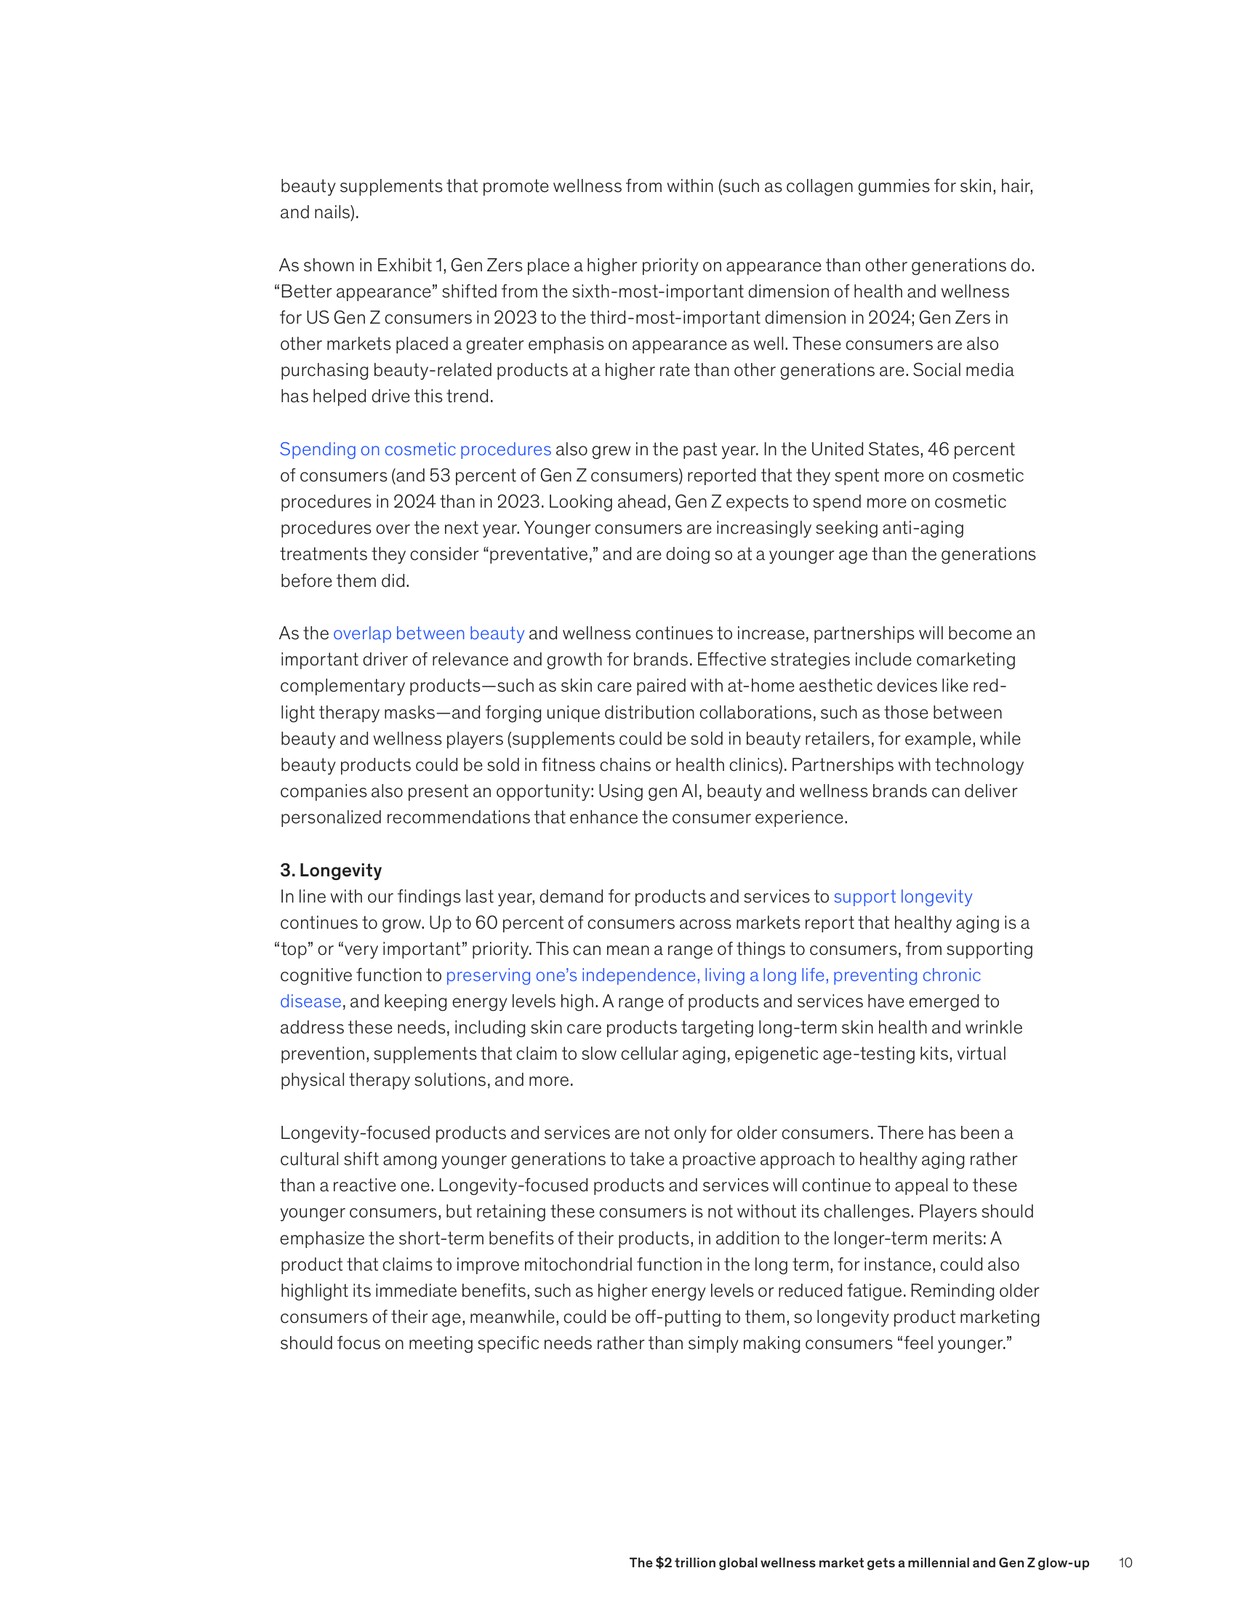 beauty supplements that promote wellness from within (such as collagen gummies for skin, hair,
and nails).
As shown in Exhibit 1, Gen Zers place a higher priority on appearance than other generations do.
“Better appearance” shifted from the sixth-most-important dimension of health and wellness
for US Gen Z consumers in 2023 to the third-most-important dimension in 2024; Gen Zers in
other markets placed a greater emphasis on appearance as well. These consumers are also
purchasing beauty-related products at a higher rate than other generations are. Social media
has helped drive this trend.
Spending on cosmetic procedures also grew in the past year. In the United States, 46 percent
of consumers (and 53 percent of Gen Z consumers) reported that they spent more on cosmetic
procedures in 2024 than in 2023. Looking ahead, Gen Z expects to spend more on cosmetic
procedures over the next year. Younger consumers are increasingly seeking anti-aging
treatments they consider “preventative,” and are doing so at a younger age than the generations
before them did.
As the overlap between beauty and wellness continues to increase, partnerships will become an
important driver of relevance and growth for brands. Effective strategies include comarketing
complementary products—such as skin care paired with at-home aesthetic devices like red-
light therapy masks—and forging unique distribution collaborations, such as those between
beauty and wellness players (supplements could be sold in beauty retailers, for example, while
beauty products could be sold in fitness chains or health clinics). Partnerships with technology
companies also present an opportunity: Using gen AI, beauty and wellness brands can deliver
personalized recommendations that enhance the consumer experience.
3. Longevity
In line with our findings last year, demand for products and services to support longevity
continues to grow. Up to 60 percent of consumers across markets report that healthy aging is a
“top” or “very important” priority. This can mean a range of things to consumers, from supporting
cognitive function to preserving one’s independence, living a long life, preventing chronic
disease, and keeping energy levels high. A range of products and services have emerged to
address these needs, including skin care products targeting long-term skin health and wrinkle
prevention, supplements that claim to slow cellular aging, epigenetic age-testing kits, virtual
physical therapy solutions, and more.
Longevity-focused products and services are not only for older consumers. There has been a
cultural shift among younger generations to take a proactive approach to healthy aging rather
than a reactive one. Longevity-focused products and services will continue to appeal to these
younger consumers, but retaining these consumers is not without its challenges. Players should
emphasize the short-term benefits of their products, in addition to the longer-term merits: A
product that claims to improve mitochondrial function in the long term, for instance, could also
highlight its immediate benefits, such as higher energy levels or reduced fatigue. Reminding older
consumers of their age, meanwhile, could be off-putting to them, so longevity product marketing
should focus on meeting specific needs rather than simply making consumers “feel younger.”
The $2 trillion global wellness market gets a millennial and Gen Z glow-up 10